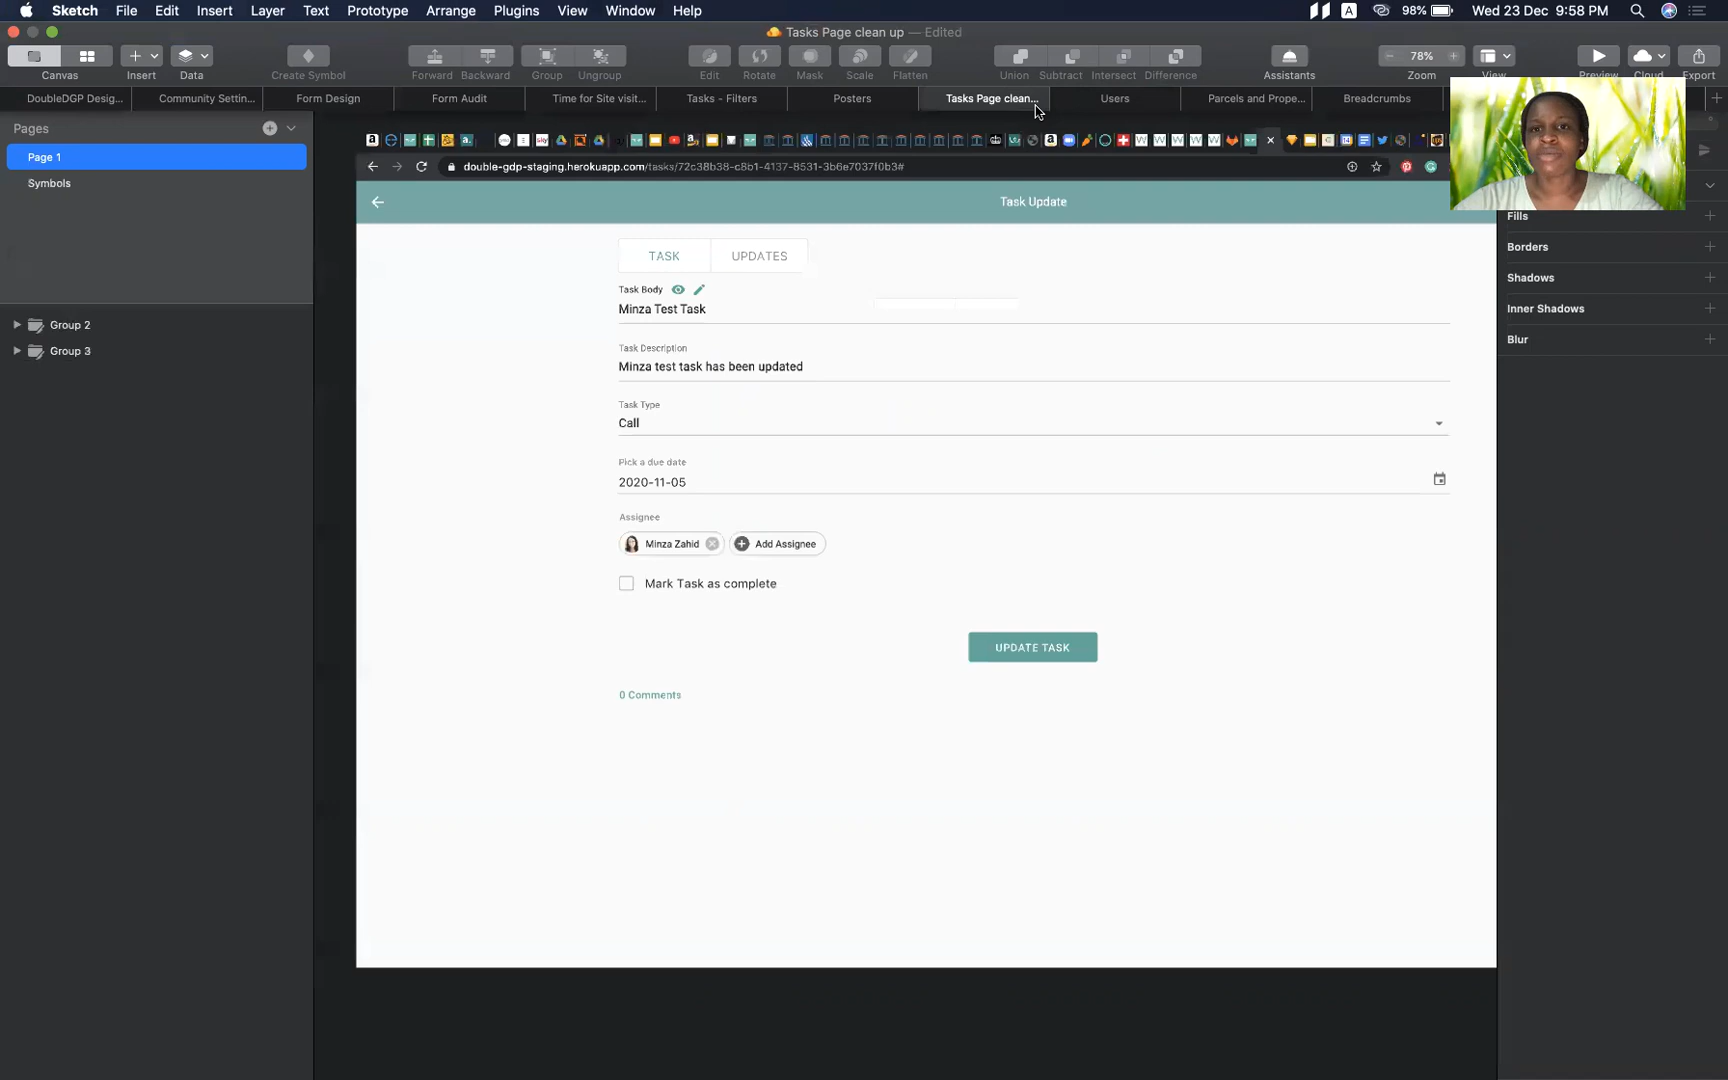 Sketch File Edit Insert Layer Text Prototype Arrange Plugins View Window Help A 98% Wed 23 Dec 9:58 PM
Tasks Page clean up — Edited
78%
Canvas Insert Data Create Symbol Forward Backward Group Ungroup Edit Rotate Mask Scale Flatten Union Subtract Intersect Difference Assistants Zoom View Preview Cloud Export
DoubleDGP Desig... Community Settin... Form Design Form Audit Time for Site visit... Tasks - Filters Posters Tasks Page clean... Users Parcels and Prope... Breadcrumbs
Pages
Page 1
Symbols
Group 2
Group 3
double-gdp-staging.herokuapp.com/tasks/72c38b38-c8b1-4137-8531-3b6e7037f0b3#
Task Update
TASK UPDATES
Task Body
Minza Test Task
Task Description
Minza test task has been updated
Task Type
Call
Pick a due date
2020-11-05
Assignee
Minza Zahid Add Assignee
Mark Task as complete
UPDATE TASK
0 Comments
Fills
Borders
Shadows
Inner Shadows
Blur